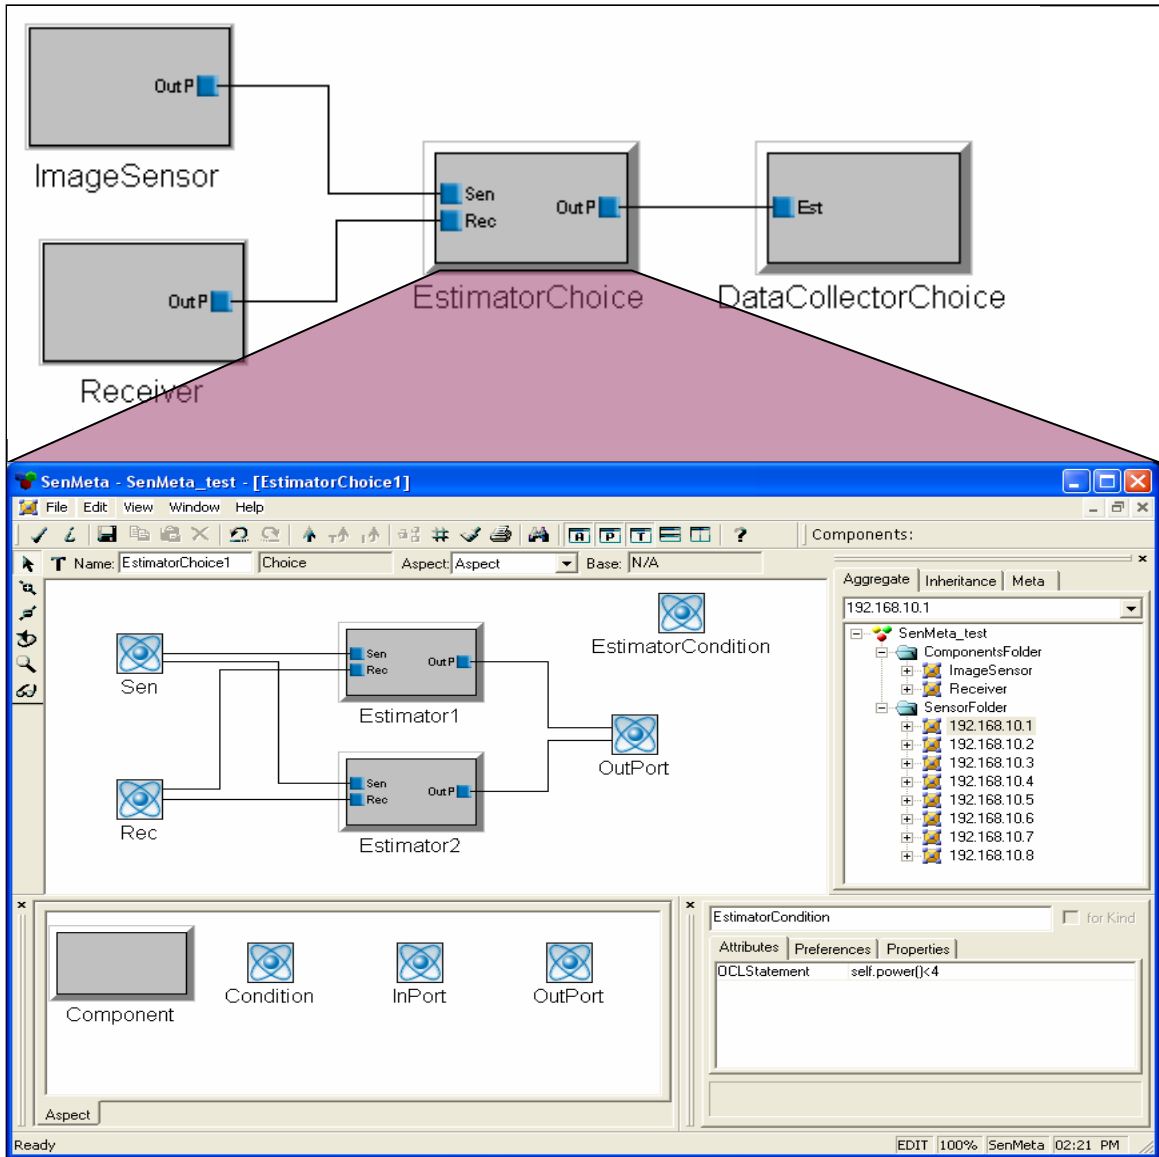 OutP
ImageSensor
Sen
Rec
OutP
Est
OutP
EstimatorChoice
DataCollectorChoice
Receiver
SenMeta - SenMeta_test - [EstimatorChoice1]
File Edit View Window Help
Components:
T Name: EstimatorChoice1 Choice Aspect: Aspect Base: N/A
Aggregate Inheritance Meta
192.168.10.1
SenMeta_test
ComponentsFolder
ImageSensor
Receiver
SensorFolder
192.168.10.1
192.168.10.2
192.168.10.3
192.168.10.4
192.168.10.5
192.168.10.6
192.168.10.7
192.168.10.8
Sen
Sen
Rec
OutP
Estimator1
EstimatorCondition
OutPort
Rec
Sen
Rec
OutP
Estimator2
Component
Condition
InPort
OutPort
Aspect
EstimatorCondition
for Kind
Attributes Preferences Properties
OCLStatement self.power()<4
Ready
EDIT 100% SenMeta 02:21 PM